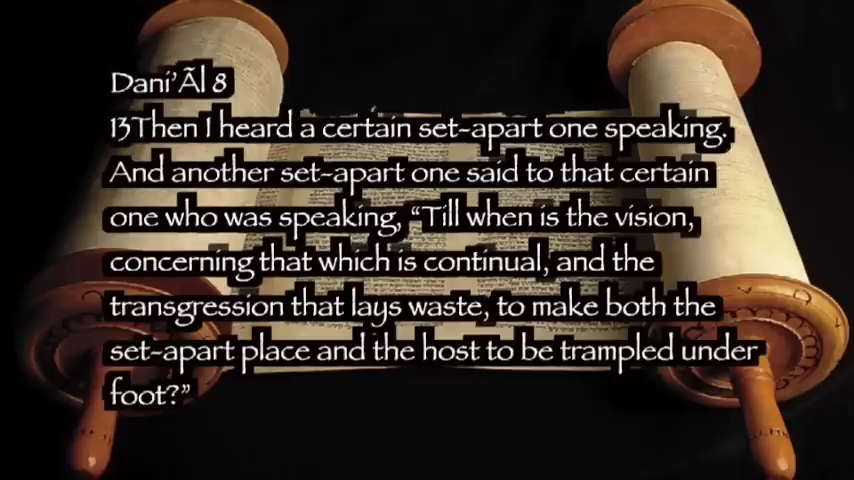 Dani’Ãl 8
13Then I heard a certain set-apart one speaking.
And another set-apart one said to that certain
one who was speaking, “Till when is the vision,
concerning that which is continual, and the
transgression that lays waste, to make both the
set-apart place and the host to be trampled under
foot?”